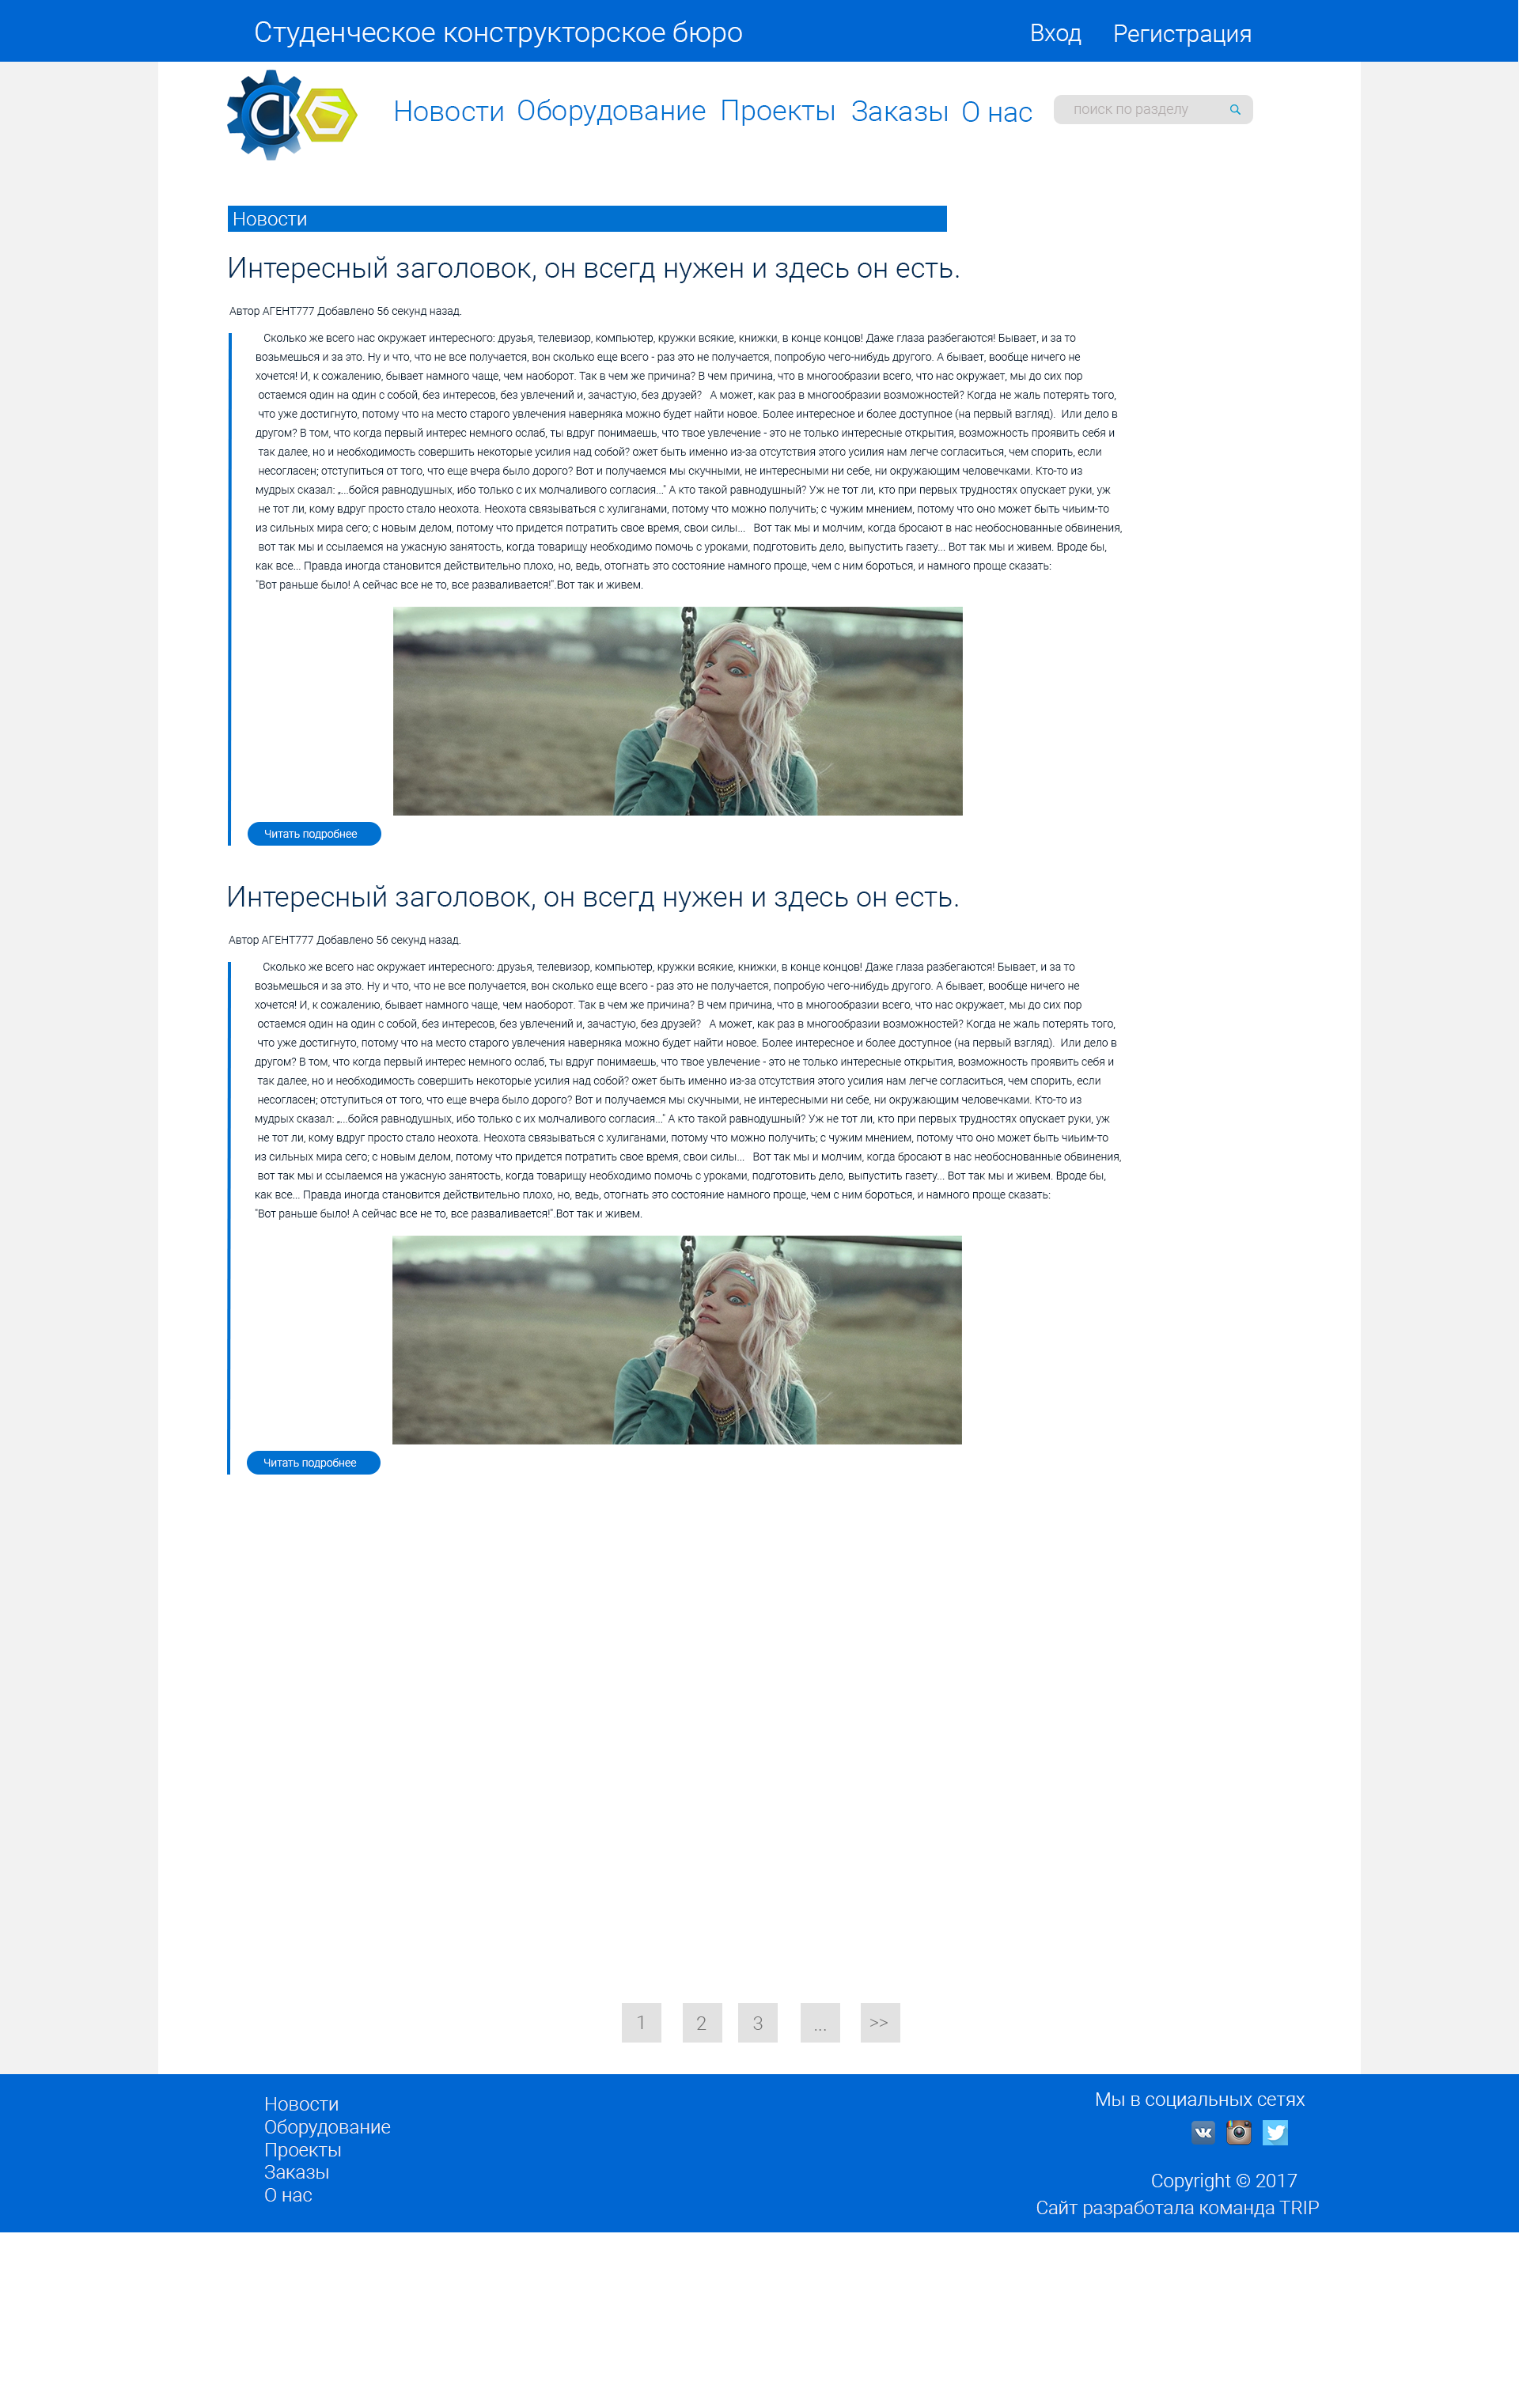 Студенческое конструкторское бюро
Вход Регистрация
СКБ
Новости Оборудование Проекты Заказы О нас
поиск по разделу
Новости
Интересный заголовок, он всегд нужен и здесь он есть.
Автор АГЕНТ777 Добавлено 56 секунд назад.
Сколько же всего нас окружает интересного: друзья, телевизор, компьютер, кружки всякие, книжки, в конце концов! Даже глаза разбегаются! Бывает, и за то
возьмешься и за это. Ну и что, что не все получается, вон сколько еще всего - раз это не получается, попробую чего-нибудь другого. А бывает, вообще ничего не
хочется! И, к сожалению, бывает намного чаще, чем наоборот. Так в чем же причина? В чем причина, что в многообразии всего, что нас окружает, мы до сих пор
остаемся один на один с собой, без интересов, без увлечений и, зачастую, без друзей? А может, как раз в многообразии возможностей? Когда не жаль потерять того,
что уже достигнуто, потому что на место старого увлечения наверняка можно будет найти новое. Более интересное и более доступное (на первый взгляд). Или дело в
другом? В том, что когда первый интерес немного ослаб, ты вдруг понимаешь, что твое увлечение - это не только интересные открытия, возможность проявить себя и
так далее, но и необходимость совершить некоторые усилия над собой? ожет быть именно из-за отсутствия этого усилия нам легче согласиться, чем спорить, если
несогласен; отступиться от того, что еще вчера было дорого? Вот и получаемся мы скучными, не интересными ни себе, ни окружающим человечками. Кто-то из
мудрых сказал: „...бойся равнодушных, ибо только с их молчаливого согласия..." А кто такой равнодушный? Уж не тот ли, кто при первых трудностях опускает руки, уж
не тот ли, кому вдруг просто стало неохота. Неохота связываться с хулиганами, потому что можно получить; с чужим мнением, потому что оно может быть чиьим-то
из сильных мира сего; с новым делом, потому что придется потратить свое время, свои силы... Вот так мы и молчим, когда бросают в нас необоснованные обвинения,
вот так мы и ссылаемся на ужасную занятость, когда товарищу необходимо помочь с уроками, подготовить дело, выпустить газету... Вот так мы и живем. Вроде бы,
как все... Правда иногда становится действительно плохо, но, ведь, отогнать это состояние намного проще, чем с ним бороться, и намного проще сказать:
"Вот раньше было! А сейчас все не то, все разваливается!".Вот так и живем.
Читать подробнее
Интересный заголовок, он всегд нужен и здесь он есть.
Автор АГЕНТ777 Добавлено 56 секунд назад.
Сколько же всего нас окружает интересного: друзья, телевизор, компьютер, кружки всякие, книжки, в конце концов! Даже глаза разбегаются! Бывает, и за то
возьмешься и за это. Ну и что, что не все получается, вон сколько еще всего - раз это не получается, попробую чего-нибудь другого. А бывает, вообще ничего не
хочется! И, к сожалению, бывает намного чаще, чем наоборот. Так в чем же причина? В чем причина, что в многообразии всего, что нас окружает, мы до сих пор
остаемся один на один с собой, без интересов, без увлечений и, зачастую, без друзей? А может, как раз в многообразии возможностей? Когда не жаль потерять того,
что уже достигнуто, потому что на место старого увлечения наверняка можно будет найти новое. Более интересное и более доступное (на первый взгляд). Или дело в
другом? В том, что когда первый интерес немного ослаб, ты вдруг понимаешь, что твое увлечение - это не только интересные открытия, возможность проявить себя и
так далее, но и необходимость совершить некоторые усилия над собой? ожет быть именно из-за отсутствия этого усилия нам легче согласиться, чем спорить, если
несогласен; отступиться от того, что еще вчера было дорого? Вот и получаемся мы скучными, не интересными ни себе, ни окружающим человечками. Кто-то из
мудрых сказал: „...бойся равнодушных, ибо только с их молчаливого согласия..." А кто такой равнодушный? Уж не тот ли, кто при первых трудностях опускает руки, уж
не тот ли, кому вдруг просто стало неохота. Неохота связываться с хулиганами, потому что можно получить; с чужим мнением, потому что оно может быть чиьим-то
из сильных мира сего; с новым делом, потому что придется потратить свое время, свои силы... Вот так мы и молчим, когда бросают в нас необоснованные обвинения,
вот так мы и ссылаемся на ужасную занятость, когда товарищу необходимо помочь с уроками, подготовить дело, выпустить газету... Вот так мы и живем. Вроде бы,
как все... Правда иногда становится действительно плохо, но, ведь, отогнать это состояние намного проще, чем с ним бороться, и намного проще сказать:
"Вот раньше было! А сейчас все не то, все разваливается!".Вот так и живем.
Читать подробнее
1 2 3 ... >>
Новости
Оборудование
Проекты
Заказы
О нас
Мы в социальных сетях
Copyright © 2017
Сайт разработала команда TRIP